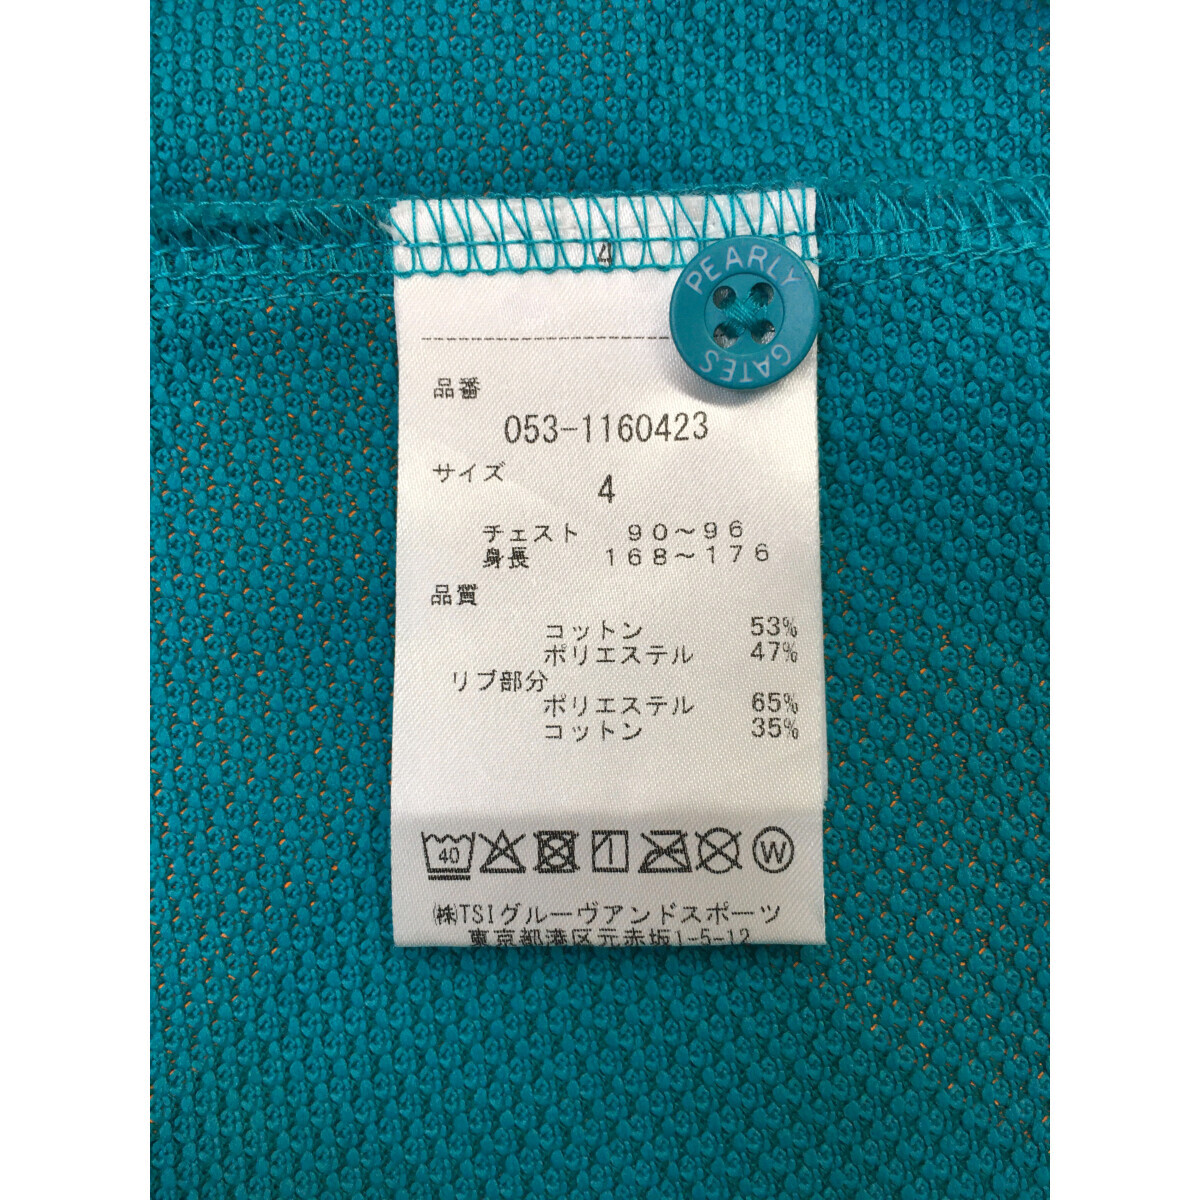 4
PEARLY
GATES
品番
053-1160423
サイズ
4
チェスト 90～96
身長 168～176
品質
コットン 53%
ポリエステル 47%
リブ部分
ポリエステル 65%
コットン 35%
40
W
㈱TSIグルーヴアンドスポーツ
東京都港区元赤坂1-5-12